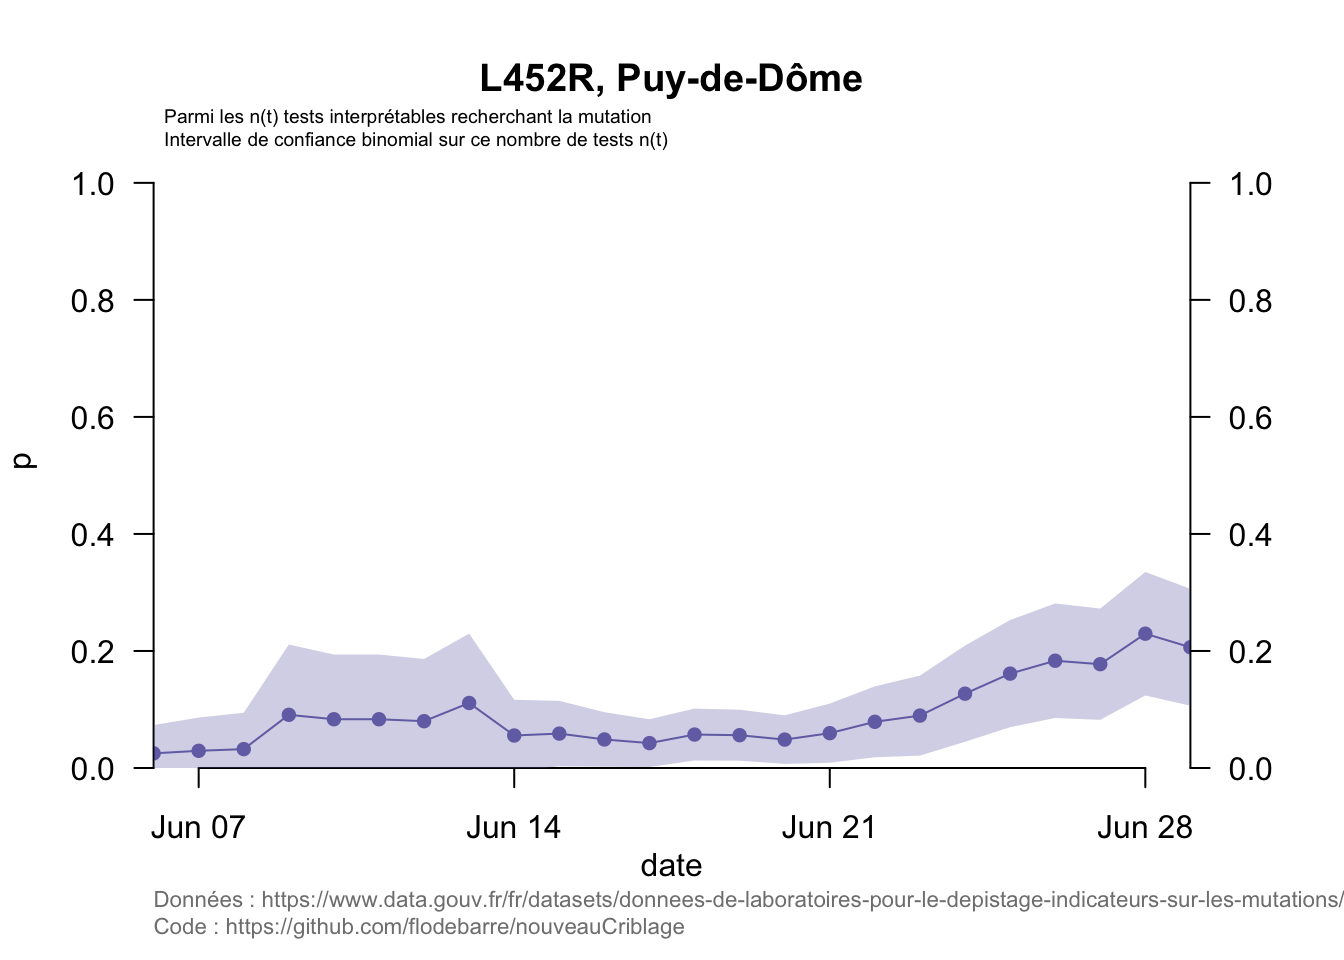 L452R, Puy-de-Dôme
Parmi les n(t) tests interprétables recherchant la mutation
Intervalle de confiance binomial sur ce nombre de tests n(t)
1.0 1.0
0.8 0.8
0.6 0.6
p
0.4 0.4
0.2 0.2
0.0 0.0
Jun 07 Jun 14 Jun 21 Jun 28
date
Données : https://www.data.gouv.fr/fr/datasets/donnees-de-laboratoires-pour-le-depistage-indicateurs-sur-les-mutations/
Code : https://github.com/flodebarre/nouveauCriblage